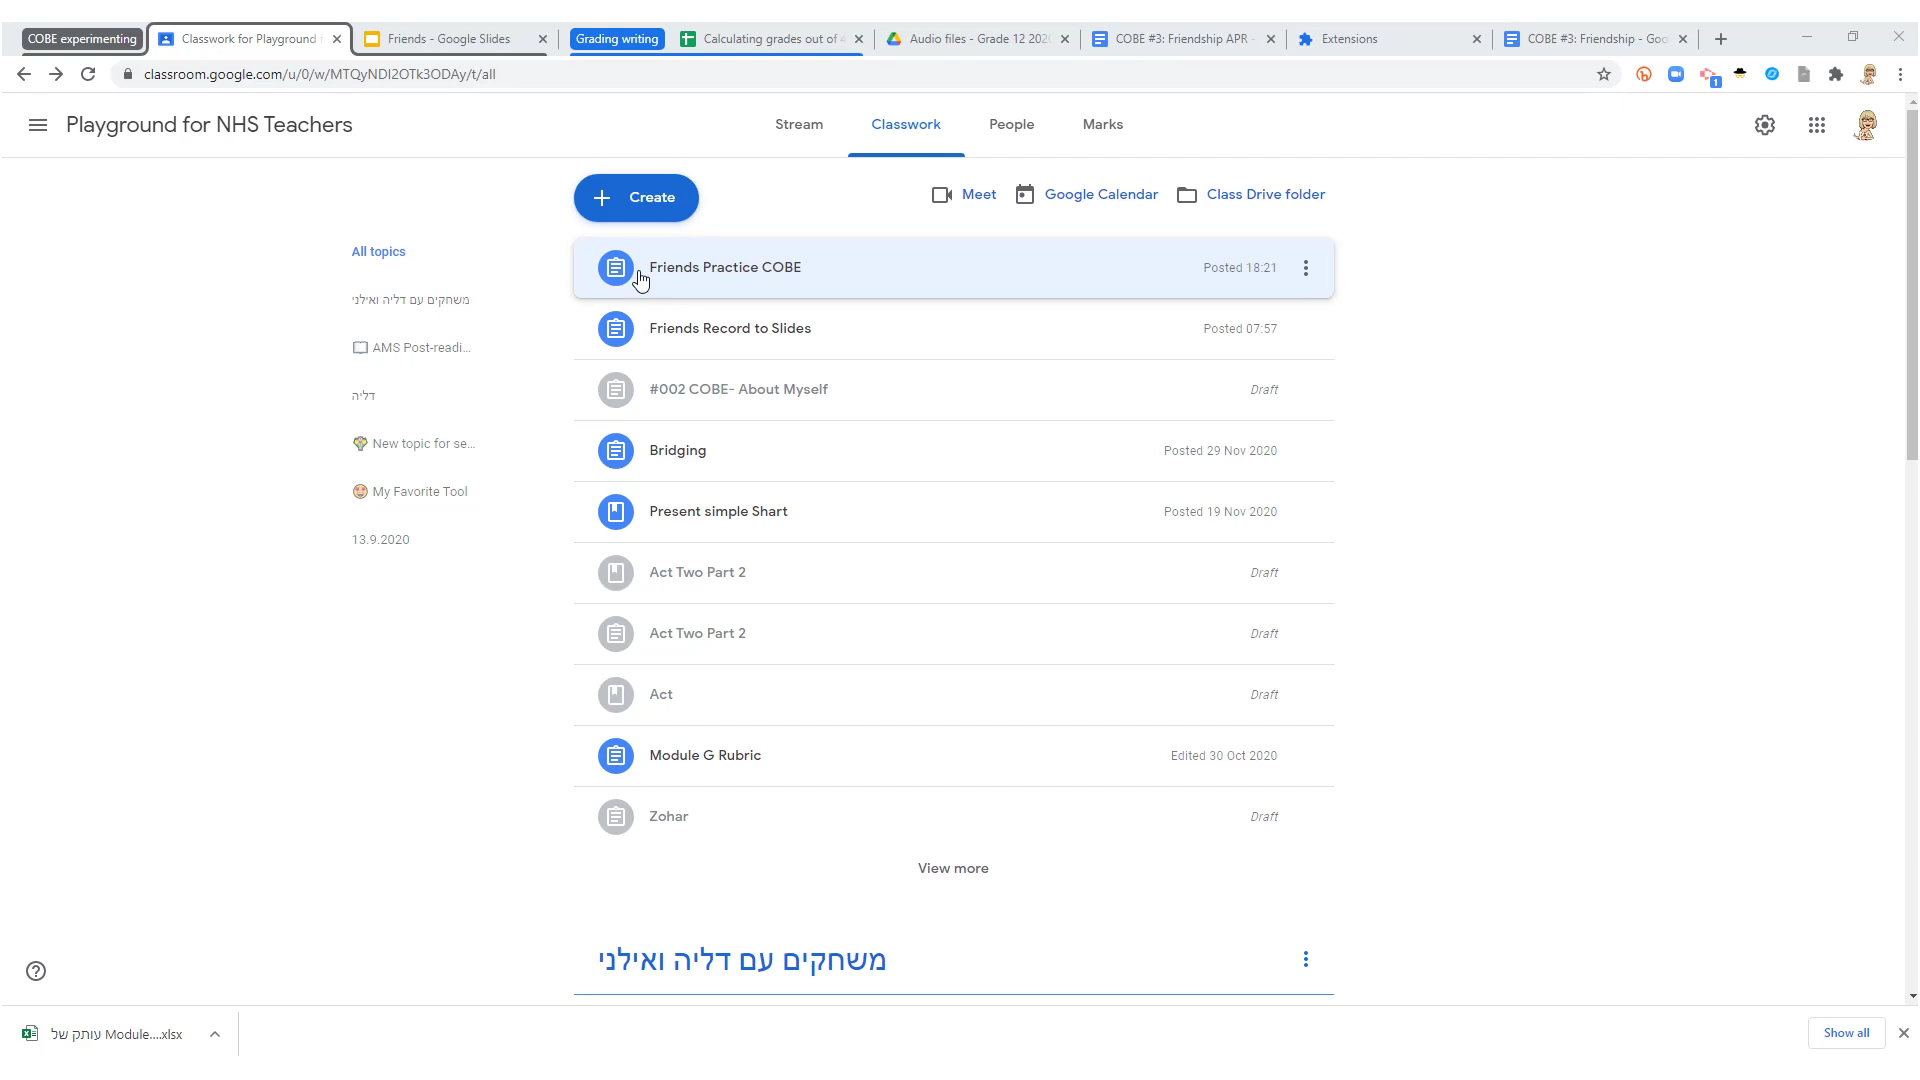 COBE experimenting
Classwork for Playground
Friends - Google Slides
Grading writing
Calculating grades out of
Audio files - Grade 12 202
COBE #3: Friendship APR -
Extensions
COBE #3: Friendship - Goo
classroom.google.com/u/0/w/MTQyNDI2OTk3ODAy/t/all
1
Playground for NHS Teachers
Stream
Classwork
People
Marks
Create
Meet
Google Calendar
Class Drive folder
All topics
משחקים עם דליה ואילני
AMS Post-readi...
דליה
New topic for se...
My Favorite Tool
13.9.2020
Friends Practice COBE
Posted 18:21
Friends Record to Slides
Posted 07:57
#002 COBE- About Myself
Draft
Bridging
Posted 29 Nov 2020
Present simple Shart
Posted 19 Nov 2020
Act Two Part 2
Draft
Act Two Part 2
Draft
Act
Draft
Module G Rubric
Edited 30 Oct 2020
Zohar
Draft
View more
משחקים עם דליה ואילני
עותק של Module....xlsx
Show all